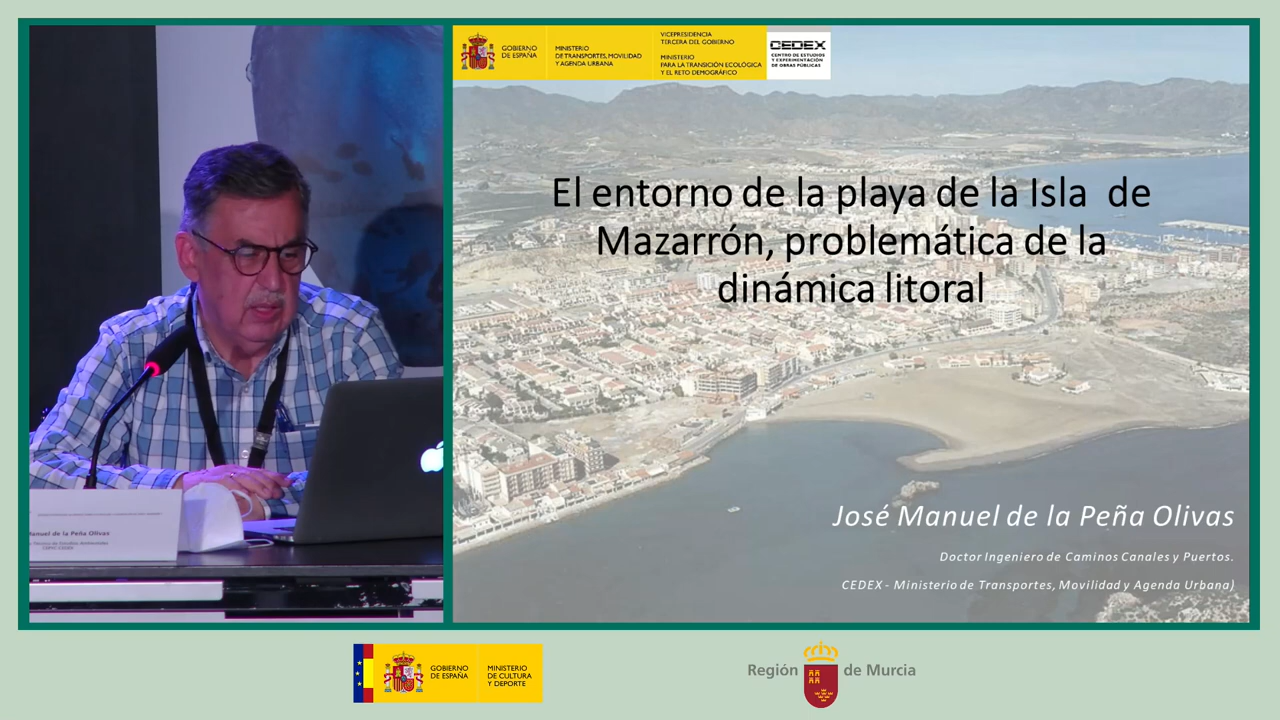 GOBIERNO
DE ESPAÑA
MINISTERIO
DE TRANSPORTES, MOVILIDAD
Y AGENDA URBANA
VICEPRESIDENCIA
TERCERA DEL GOBIERNO
MINISTERIO
PARA LA TRANSICIÓN ECOLÓGICA
Y EL RETO DEMOGRÁFICO
CEDEX
CENTRO DE ESTUDIOS
Y EXPERIMENTACIÓN
DE OBRAS PÚBLICAS
El entorno de la playa de la Isla de
Mazarrón, problemática de la
dinámica litoral
José Manuel de la Peña Olivas
Doctor Ingeniero de Caminos Canales y Puertos.
CEDEX - Ministerio de Transportes, Movilidad y Agenda Urbana)
Manuel de la Peña Olivas
GOBIERNO
DE ESPAÑA
MINISTERIO
DE CULTURA
Y DEPORTE
Región de Murcia